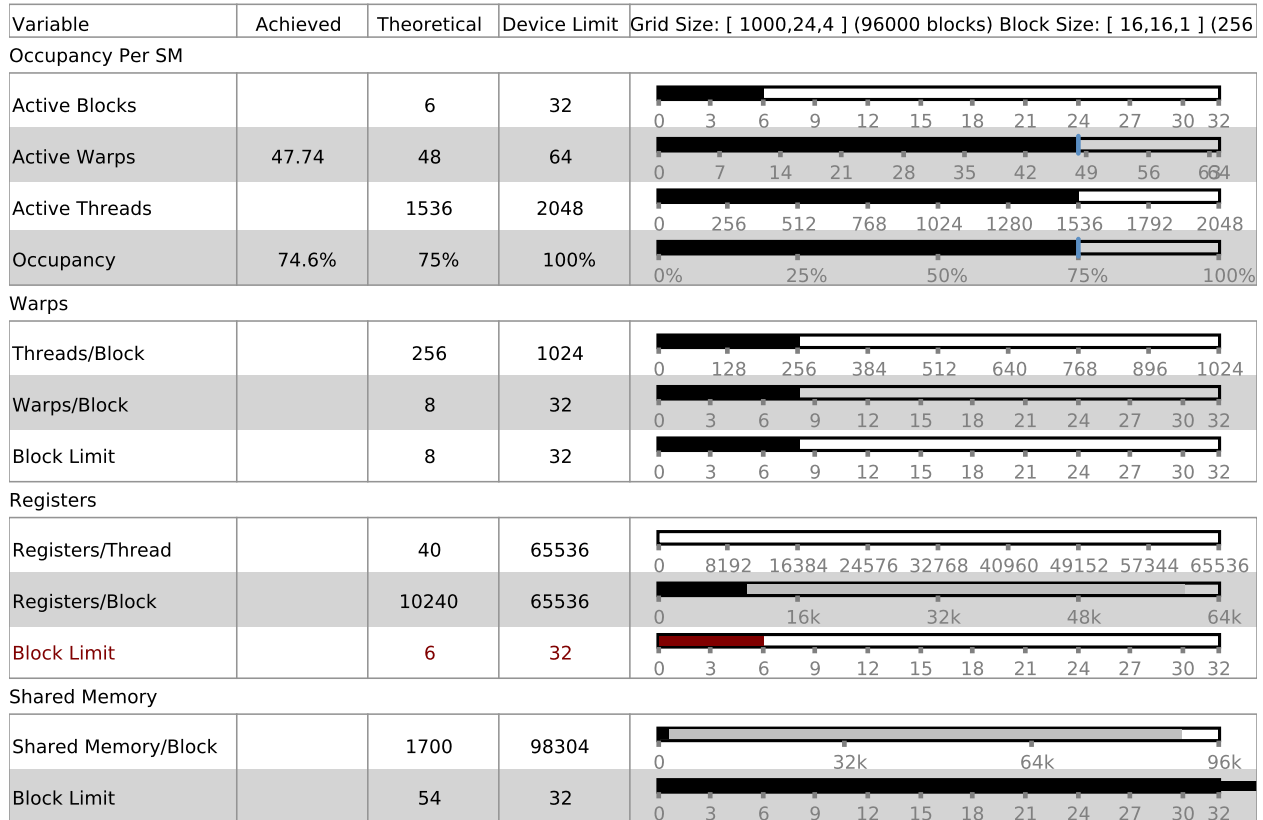 Variable Achieved Theoretical Device Limit Grid Size: [ 1000,24,4 ] (96000 blocks) Block Size: [ 16,16,1 ] (256
Occupancy Per SM
Active Blocks 6 32
0 3 6 9 12 15 18 21 24 27 30 32
Active Warps 47.74 48 64
0 7 14 21 28 35 42 49 56 63 64
Active Threads 1536 2048
0 256 512 768 1024 1280 1536 1792 2048
Occupancy 74.6% 75% 100%
0% 25% 50% 75% 100%
Warps
Threads/Block 256 1024
0 128 256 384 512 640 768 896 1024
Warps/Block 8 32
0 3 6 9 12 15 18 21 24 27 30 32
Block Limit 8 32
0 3 6 9 12 15 18 21 24 27 30 32
Registers
Registers/Thread 40 65536
0 8192 16384 24576 32768 40960 49152 57344 65536
Registers/Block 10240 65536
0 16k 32k 48k 64k
Block Limit 6 32
0 3 6 9 12 15 18 21 24 27 30 32
Shared Memory
Shared Memory/Block 1700 98304
0 32k 64k 96k
Block Limit 54 32
0 3 6 9 12 15 18 21 24 27 30 32